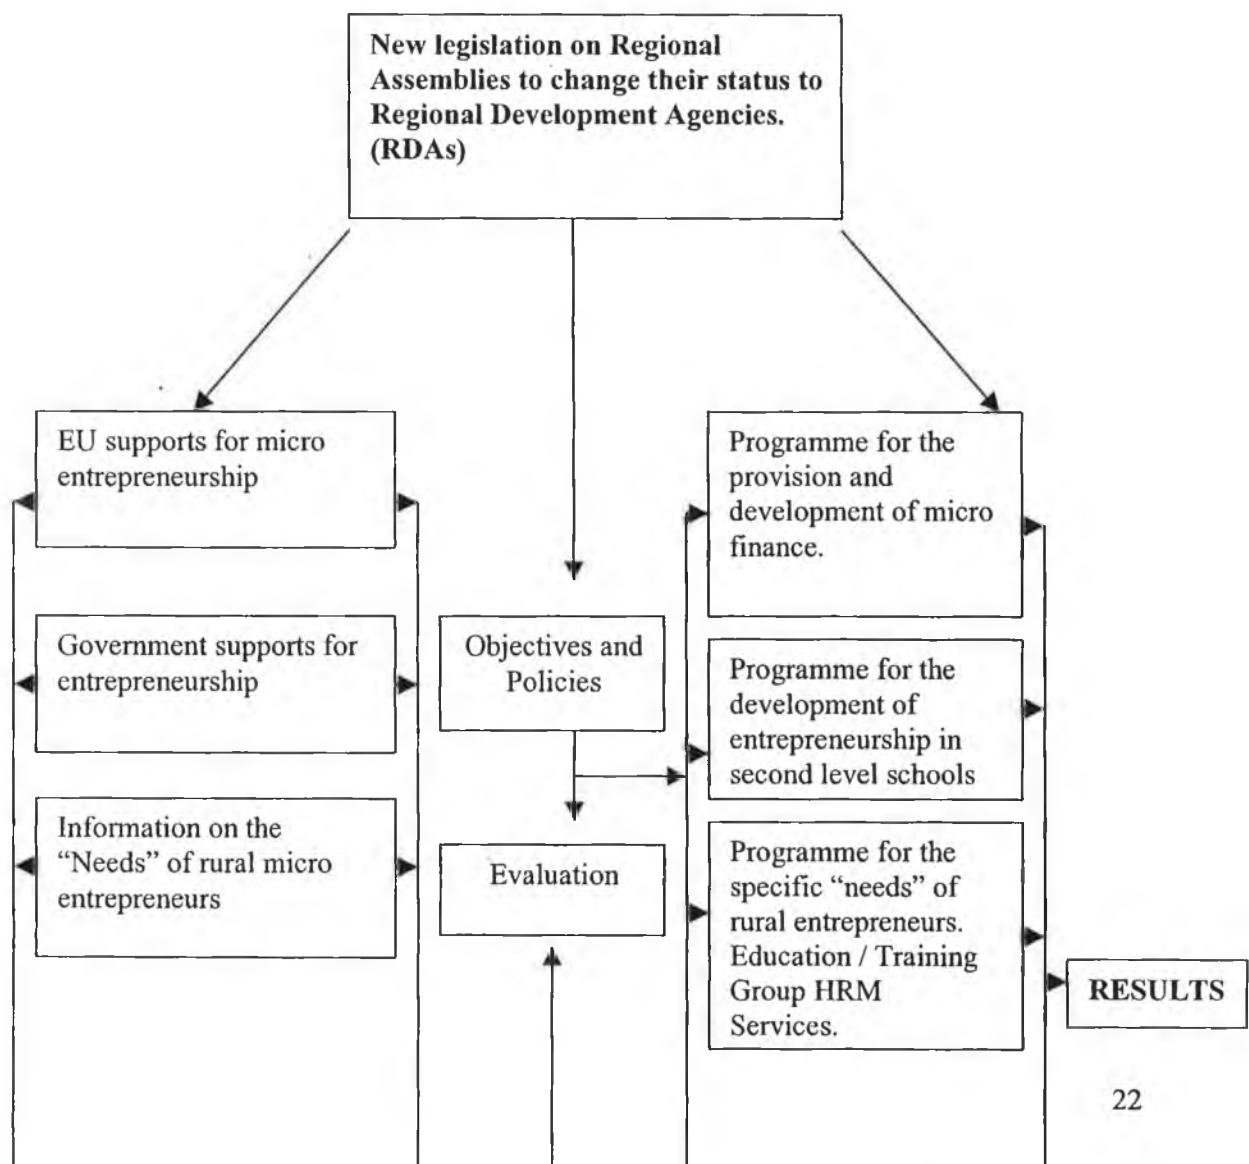 New legislation on Regional
Assemblies to change their status to
Regional Development Agencies.
(RDAs)
EU supports for micro
entrepreneurship
Government supports for
entrepreneurship
Information on the
“Needs” of rural micro
entrepreneurs
Objectives and
Policies
Evaluation
Programme for the
provision and
development of micro
finance.
Programme for the
development of
entrepreneurship in
second level schools
Programme for the
specific “needs” of
rural entrepreneurs.
Education / Training
Group HRM
Services.
RESULTS
22